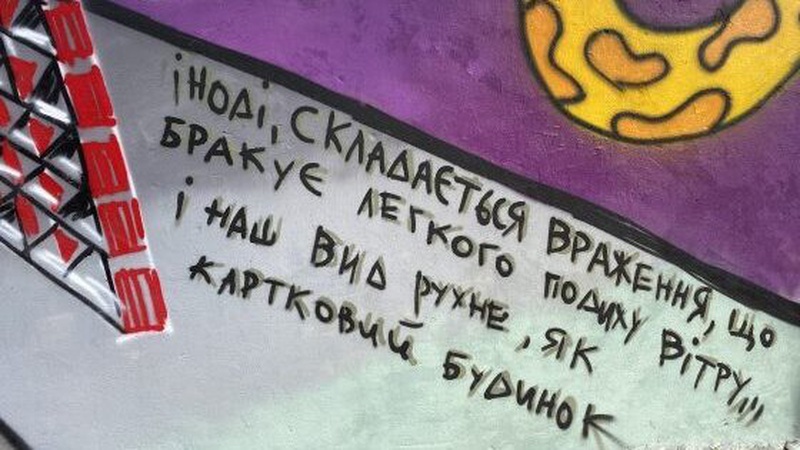 іНОДІ, СКЛАДАЄТЬСЯ ВРАЖЕННЯ, ЩО
БРАКУЄ ЛЕГКОГО ПОДИХУ ВІТРУ,,,
і НАШ ВИД РУХНЕ, ЯК
КАРТКОВИЙ БУДИНОК